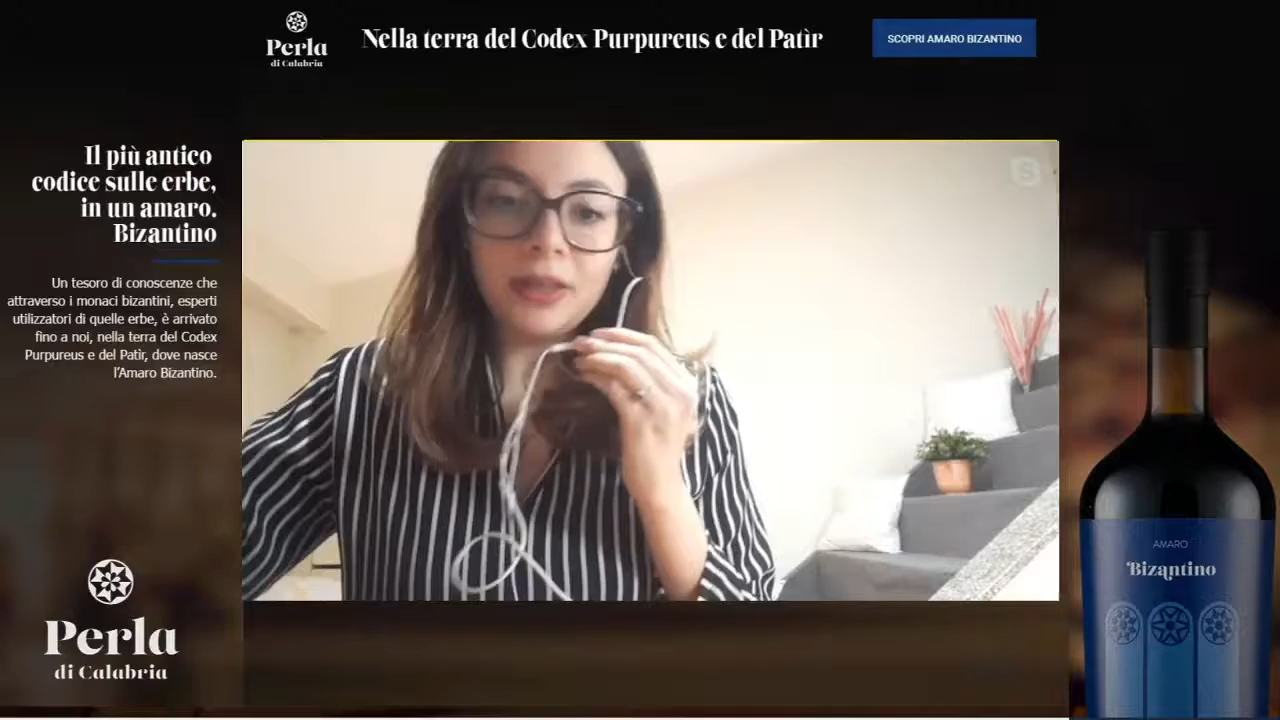 Perla
di Calabria
Nella terra del Codex Purpureus e del Patìr
SCOPRI AMARO BIZANTINO
Il più antico
codice sulle erbe,
in un amaro.
Bizantino
Un tesoro di conoscenze che
attraverso i monaci bizantini, esperti
utilizzatori di quelle erbe, è arrivato
fino a noi, nella terra del Codex
Purpureus e del Patìr, dove nasce
l'Amaro Bizantino.
Perla
di Calabria
S
AMARO
Bizantino